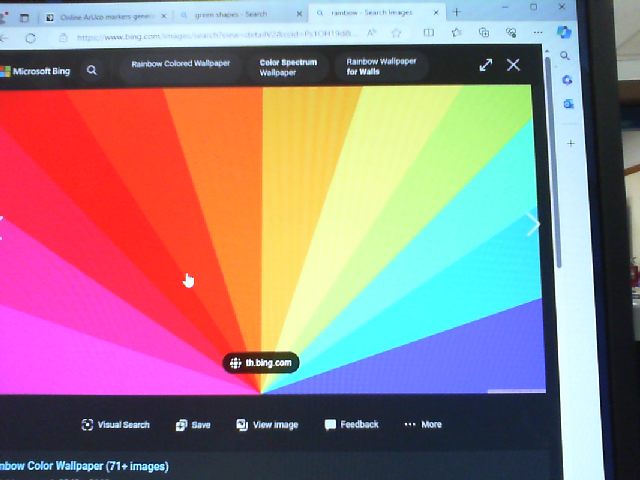 Online ArUco markers gener
green shapes - Search
rainbow - Search Images
https://www.bing.com/images/search?view=detailV2&ccid=
Microsoft Bing
Rainbow Colored Wallpaper
Color Spectrum
Wallpaper
Rainbow Wallpaper
for Walls
th.bing.com
Visual Search
Save
View image
Feedback
More
nbow Color Wallpaper (71+ images)